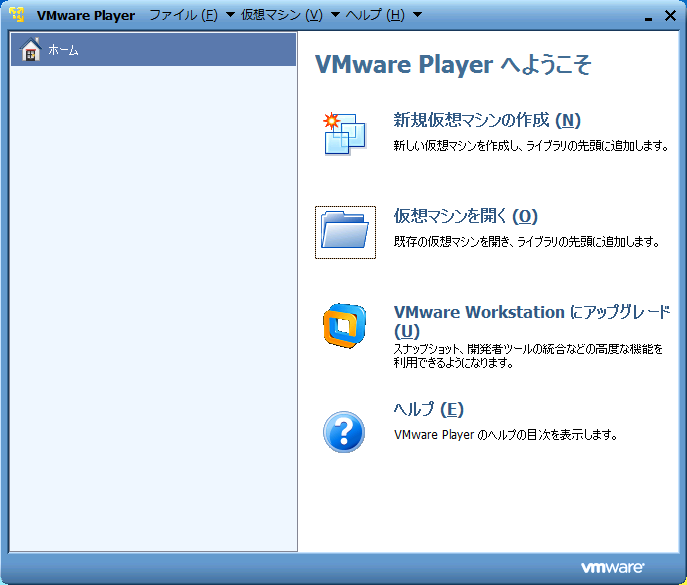 VMware Player ファイル (F) 仮想マシン (V) ヘルプ (H)
ホーム
VMware Player へようこそ
新規仮想マシンの作成 (N)
新しい仮想マシンを作成し、ライブラリの先頭に追加します。
仮想マシンを開く (O)
既存の仮想マシンを開き、ライブラリの先頭に追加します。
VMware Workstation にアップグレード
(U)
スナップショット、開発者ツールの統合などの高度な機能を
利用できるようになります。
ヘルプ (E)
VMware Player のヘルプの目次を表示します。
vmware